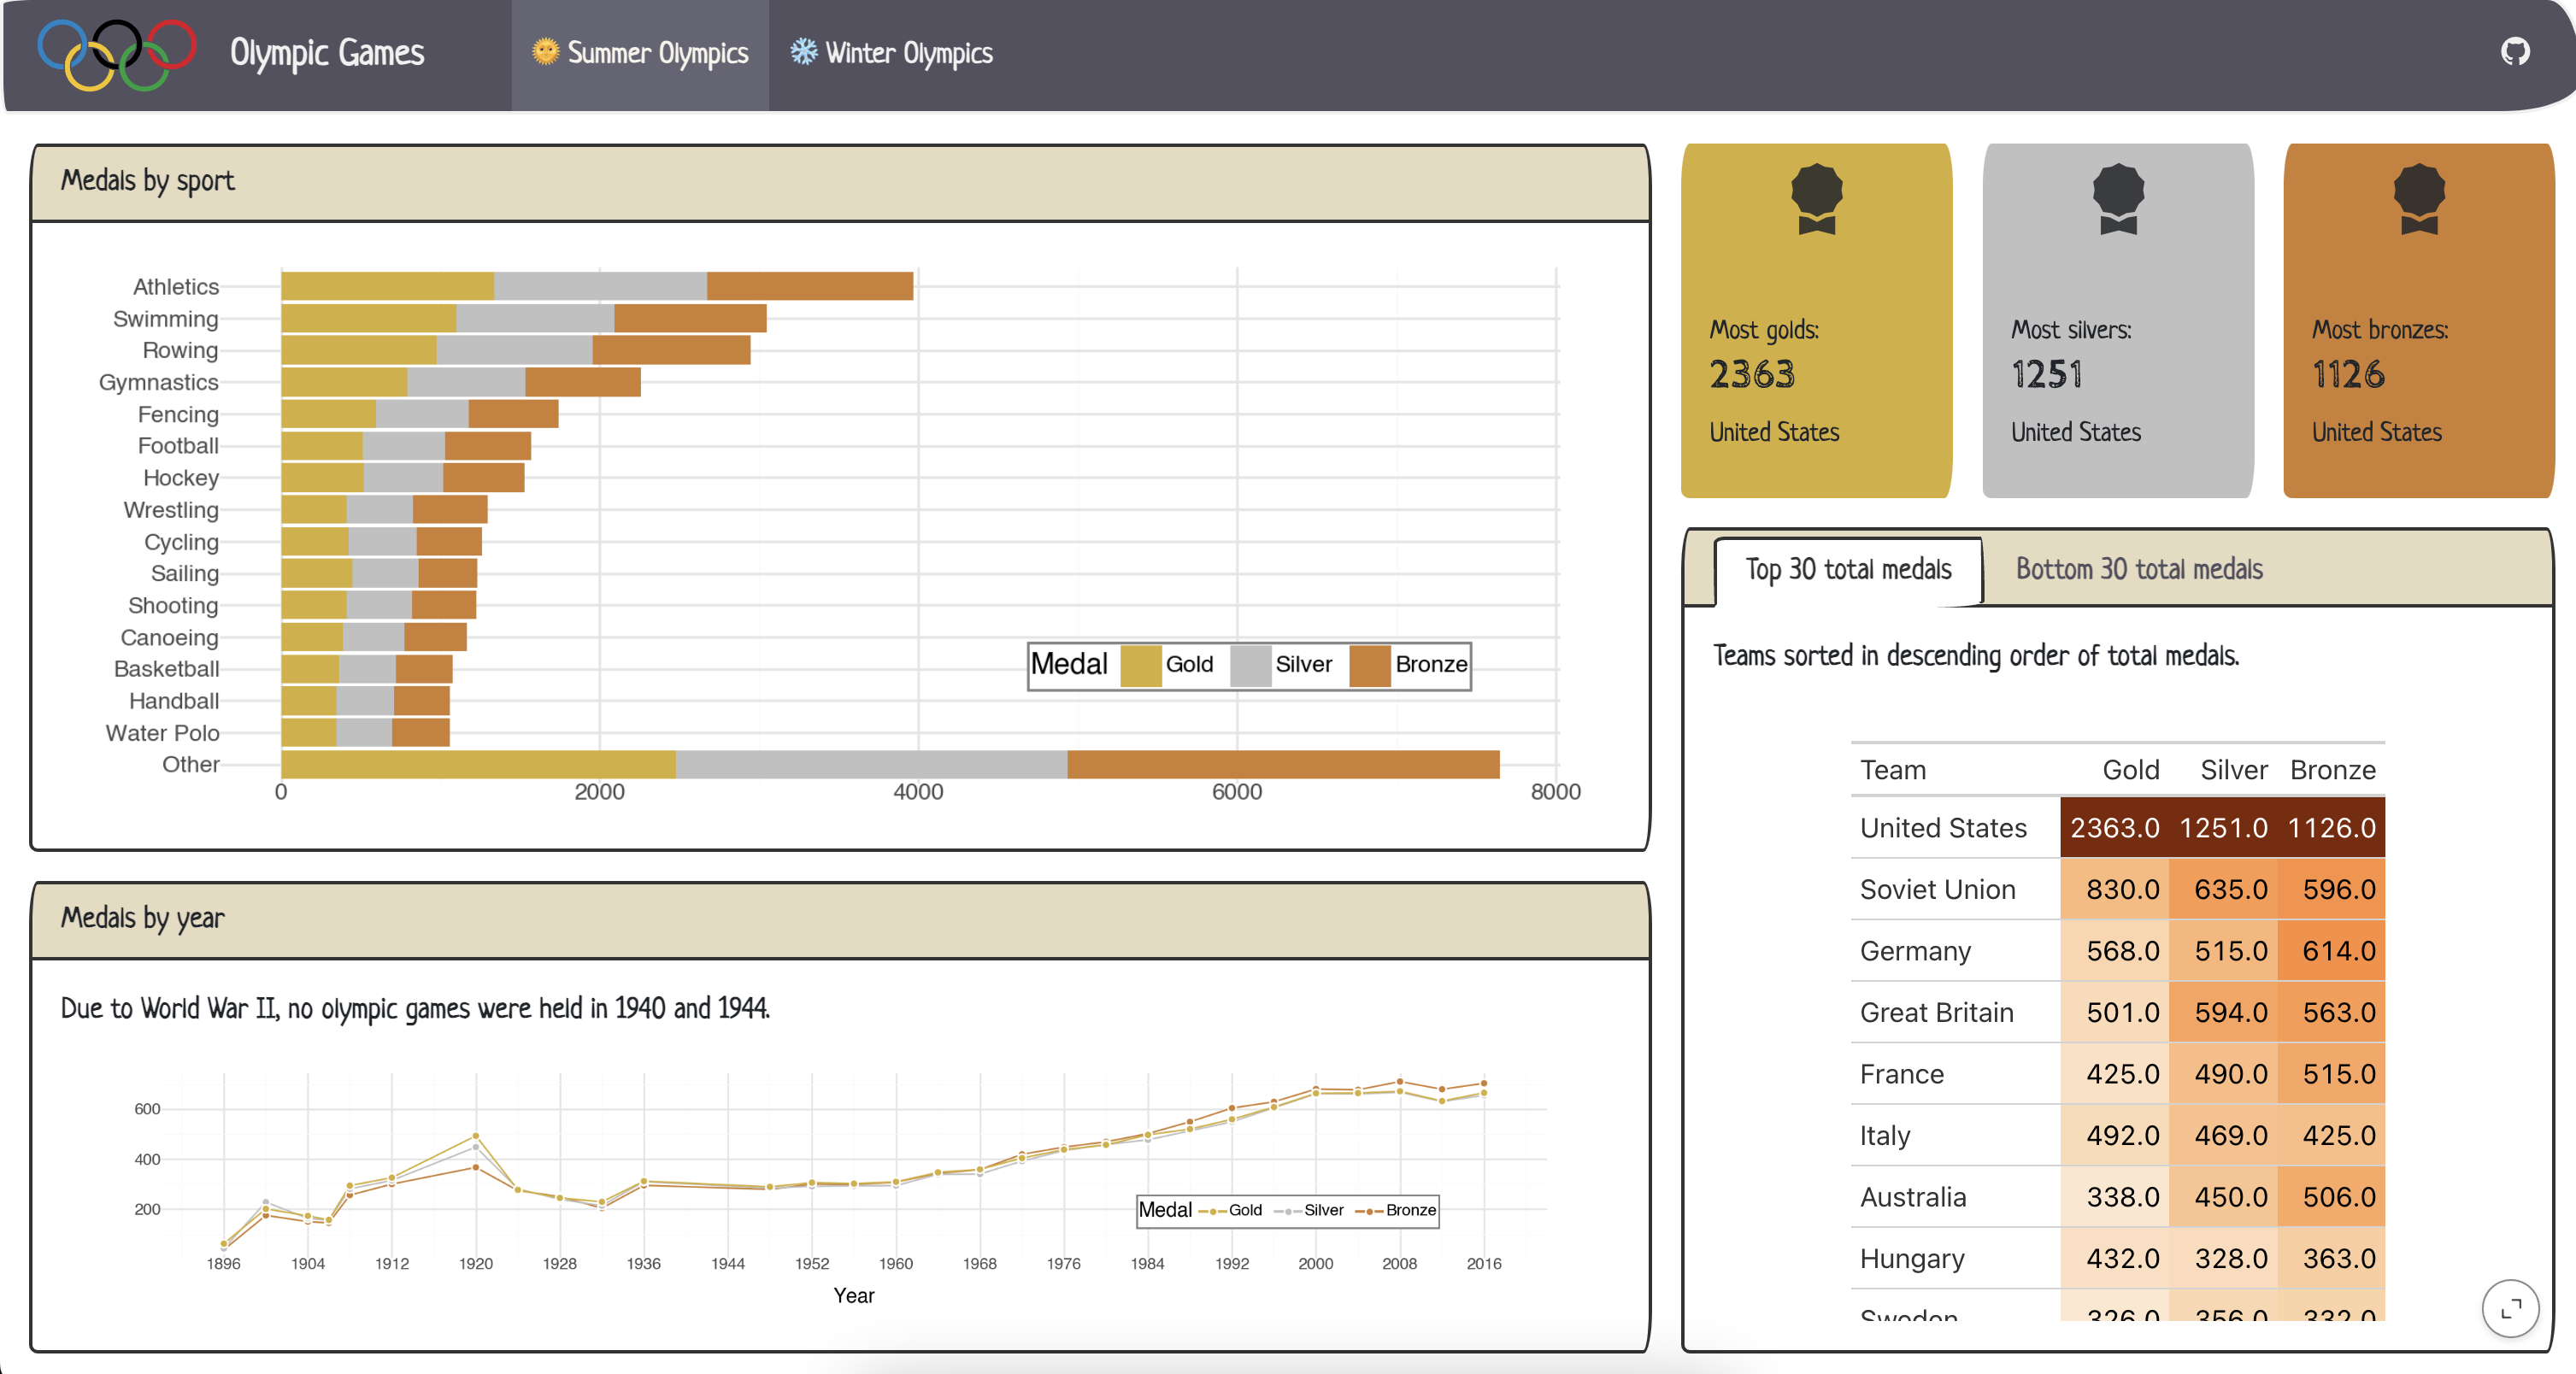 Olympic Games
🌞 Summer Olympics
❄️ Winter Olympics
Medals by sport
Athletics
Swimming
Rowing
Gymnastics
Fencing
Football
Hockey
Wrestling
Cycling
Sailing
Shooting
Canoeing
Basketball
Handball
Water Polo
Other
0 2000 4000 6000 8000
Medal Gold Silver Bronze
Medals by year
Due to World War II, no olympic games were held in 1940 and 1944.
600
400
200
1896 1904 1912 1920 1928 1936 1944 1952 1960 1968 1976 1984 1992 2000 2008 2016
Year
Medal Gold Silver Bronze
Most golds:
2363
United States
Most silvers:
1251
United States
Most bronzes:
1126
United States
Top 30 total medals
Bottom 30 total medals
Teams sorted in descending order of total medals.
Team Gold Silver Bronze
United States 2363.0 1251.0 1126.0
Soviet Union 830.0 635.0 596.0
Germany 568.0 515.0 614.0
Great Britain 501.0 594.0 563.0
France 425.0 490.0 515.0
Italy 492.0 469.0 425.0
Australia 338.0 450.0 506.0
Hungary 432.0 328.0 363.0
Sweden 326.0 356.0 332.0